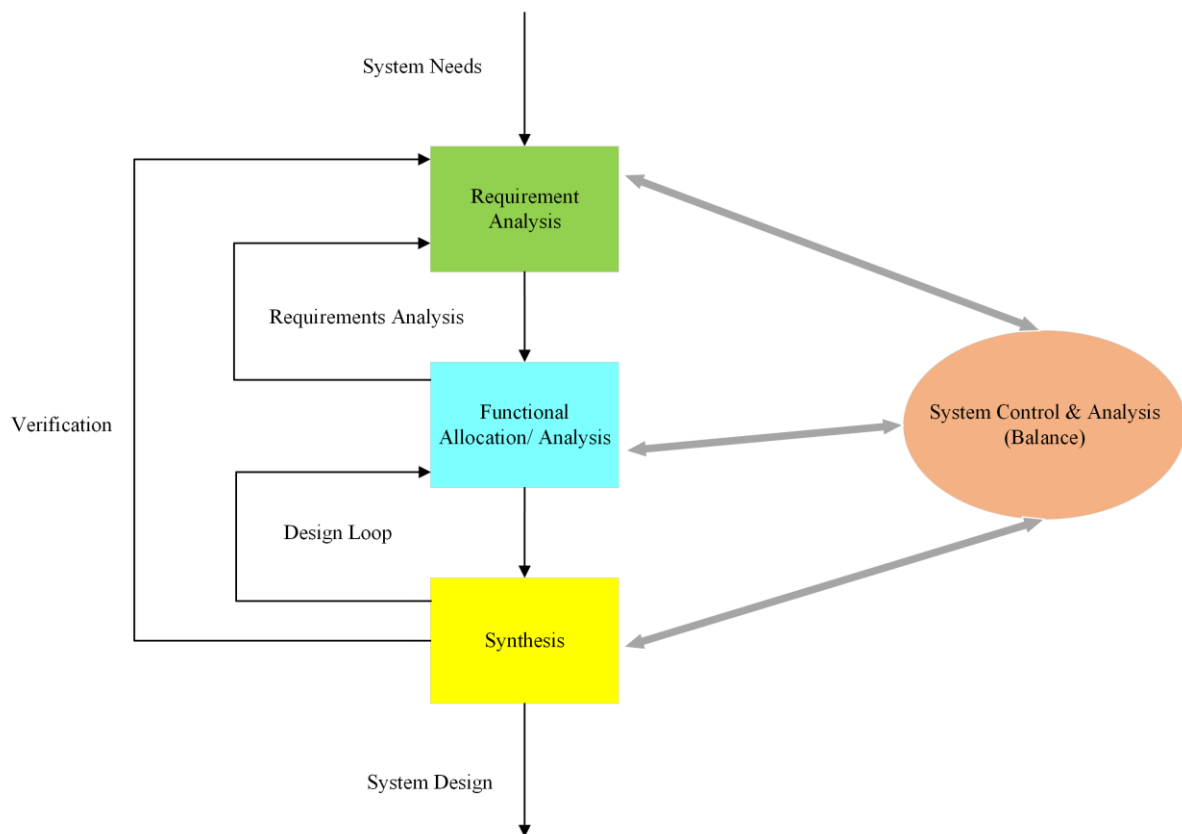 System Needs
Requirement
Analysis
Requirements Analysis
Functional
Allocation/ Analysis
System Control & Analysis
(Balance)
Verification
Design Loop
Synthesis
System Design